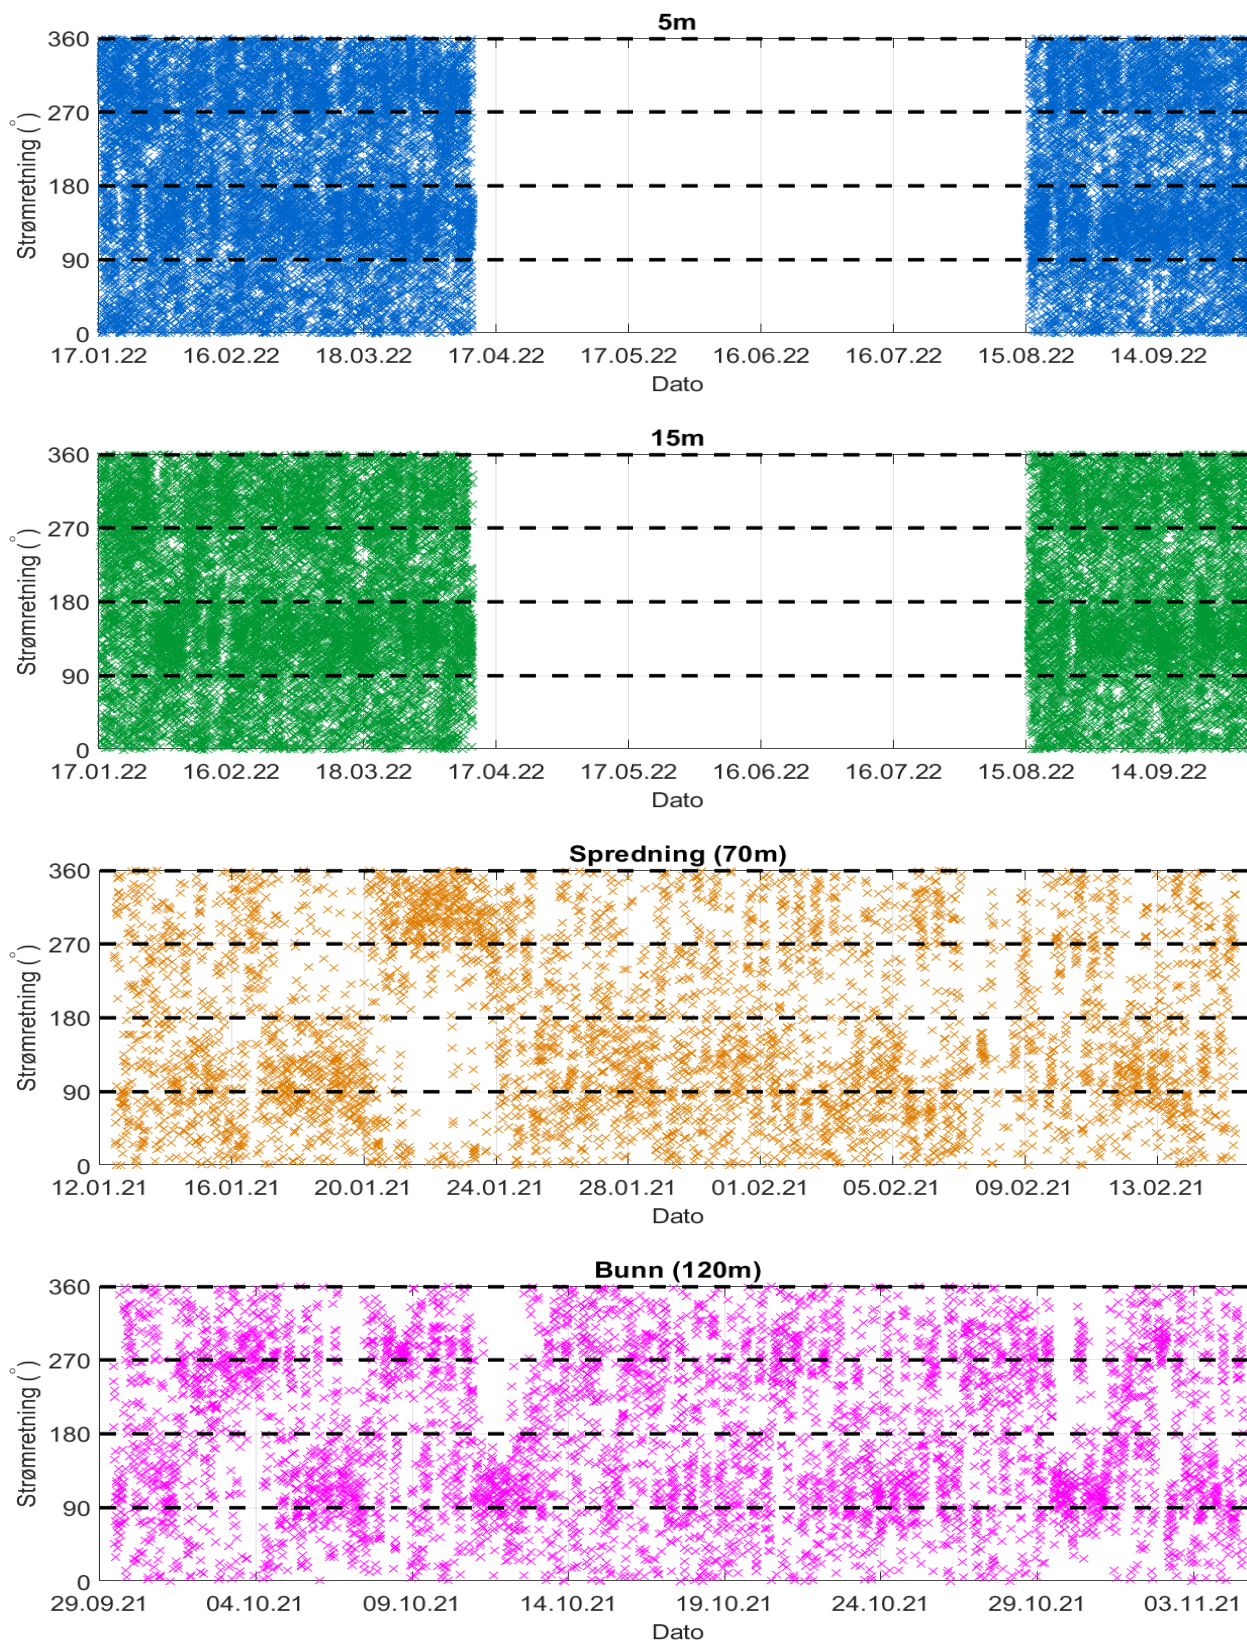 5m
Strømretning (°)
360
270
180
90
0
17.01.22 16.02.22 18.03.22 17.04.22 17.05.22 16.06.22 16.07.22 15.08.22 14.09.22
Dato
15m
Strømretning (°)
360
270
180
90
0
17.01.22 16.02.22 18.03.22 17.04.22 17.05.22 16.06.22 16.07.22 15.08.22 14.09.22
Dato
Spredning (70m)
Strømretning (°)
360
270
180
90
0
12.01.21 16.01.21 20.01.21 24.01.21 28.01.21 01.02.21 05.02.21 09.02.21 13.02.21
Dato
Bunn (120m)
Strømretning (°)
360
270
180
90
0
29.09.21 04.10.21 09.10.21 14.10.21 19.10.21 24.10.21 29.10.21 03.11.21
Dato